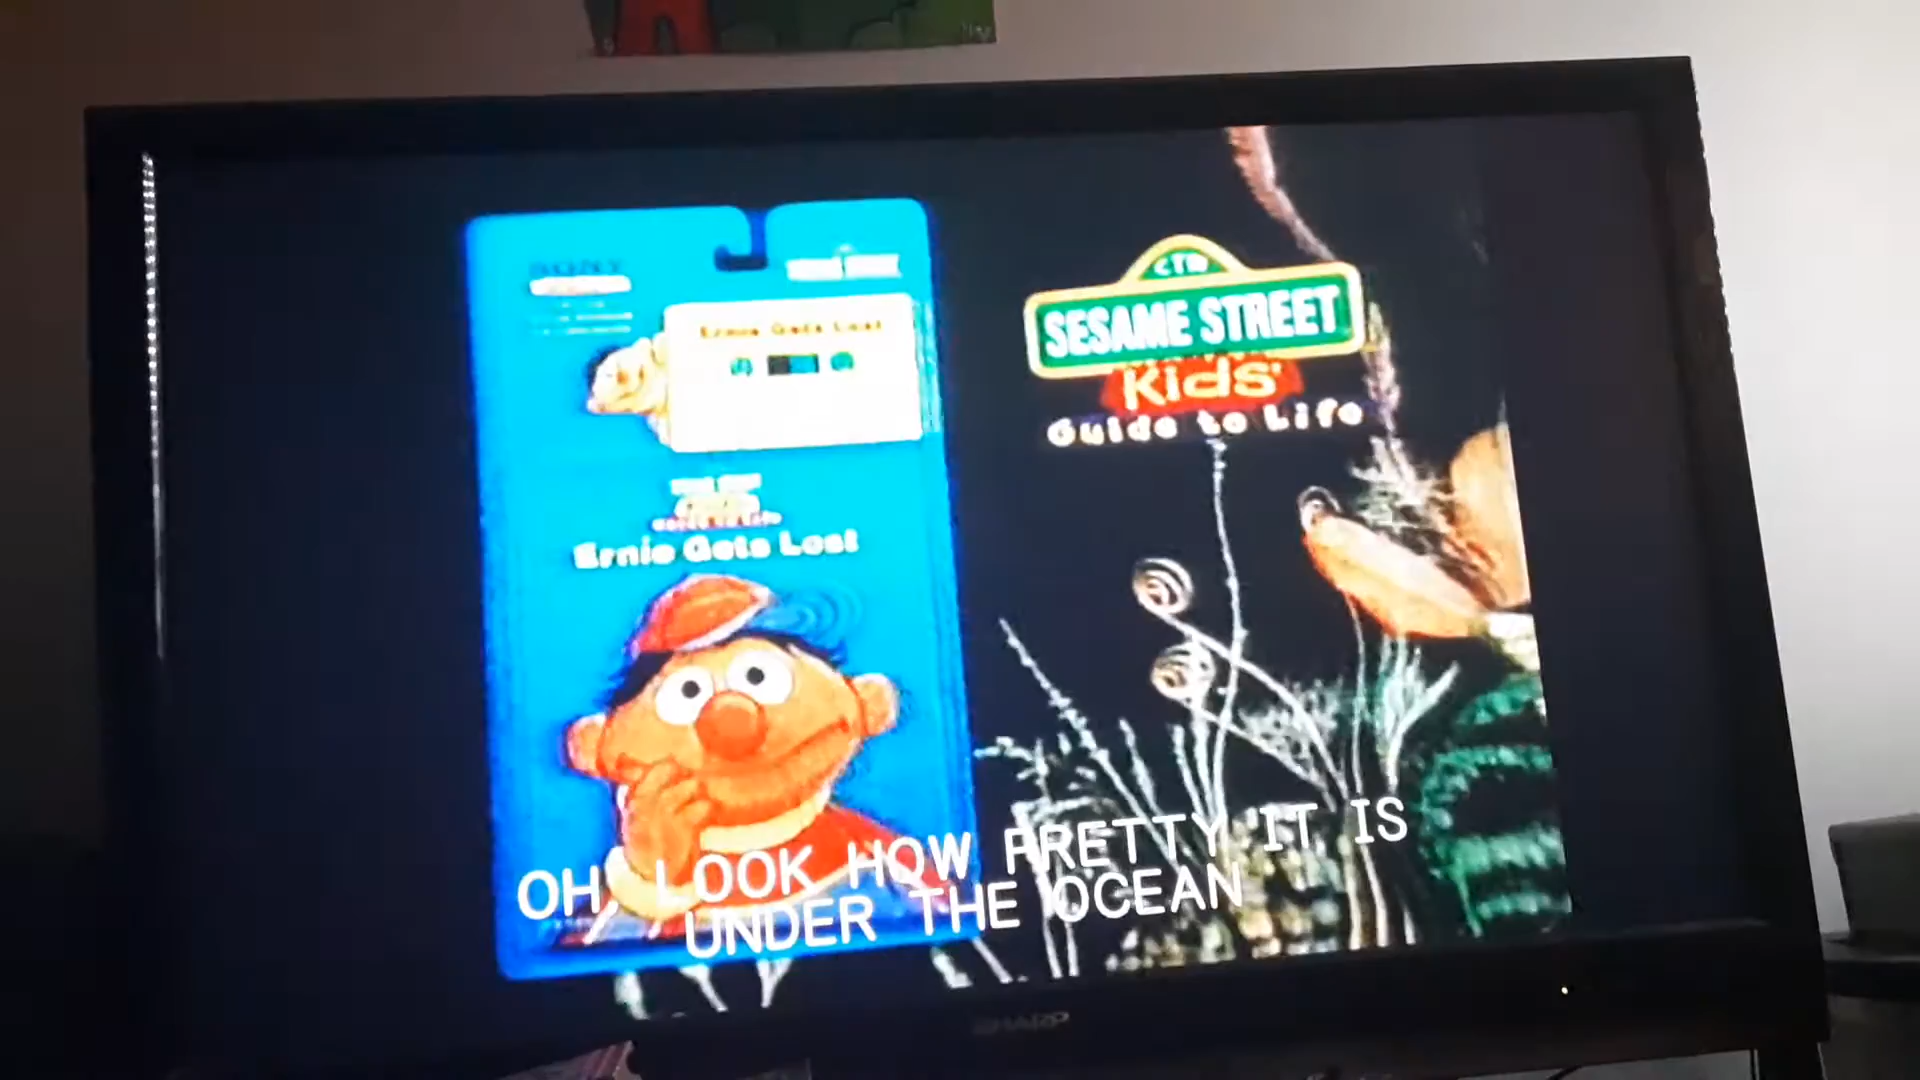 SONY
Ernie Gets Lost
Ernie Gets Lost
CTW
SESAME STREET
Kids'
Guide to Life
OH, LOOK HOW PRETTY IT IS
UNDER THE OCEAN
SHARP